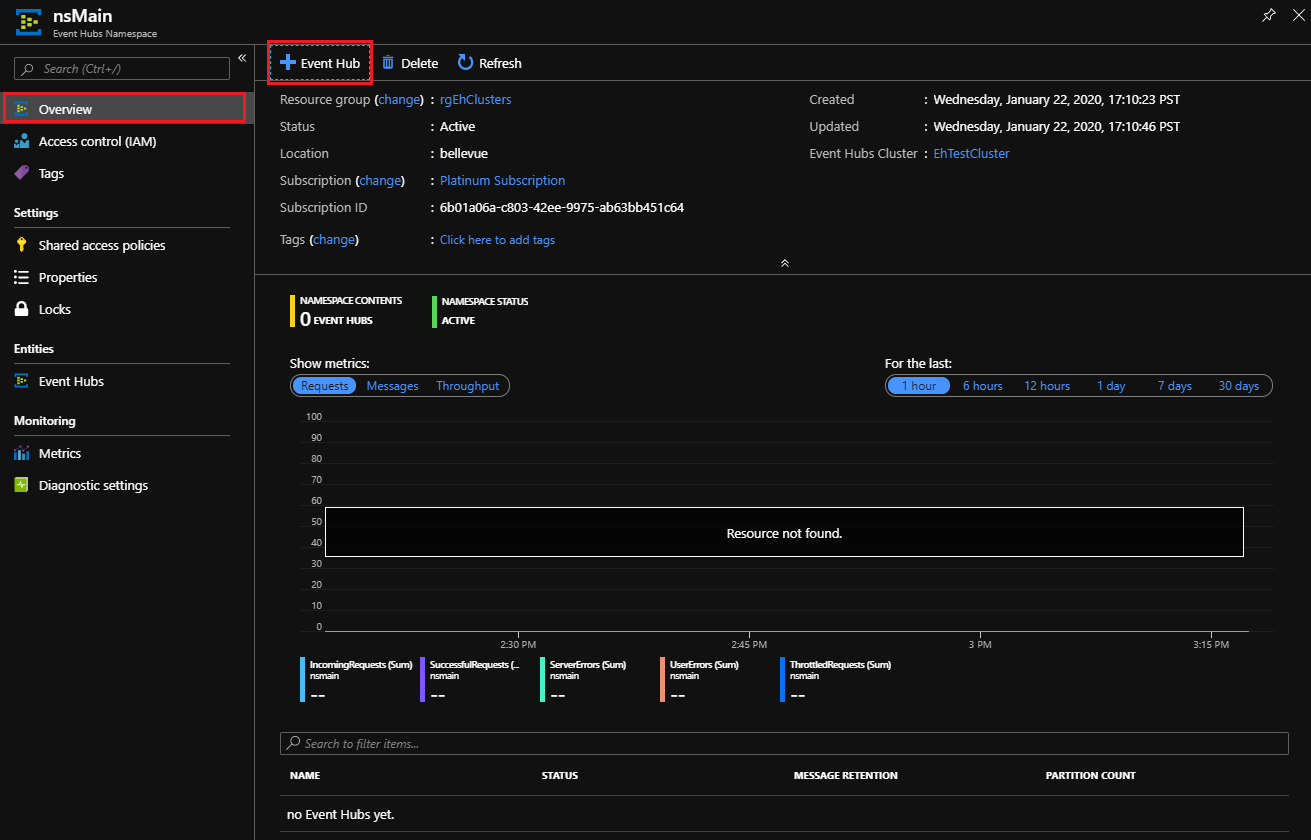 nsMain
Event Hubs Namespace
Search (Ctrl+/)
«
Overview
Access control (IAM)
Tags
Settings
Shared access policies
Properties
Locks
Entities
Event Hubs
Monitoring
Metrics
Diagnostic settings
Event Hub Delete Refresh
Resource group (change) : rgEhClusters
Status : Active
Location : bellevue
Subscription (change) : Platinum Subscription
Subscription ID : 6b01a06a-c803-42ee-9975-ab63bb451c64
Tags (change) : Click here to add tags
Created : Wednesday, January 22, 2020, 17:10:23 PST
Updated : Wednesday, January 22, 2020, 17:10:46 PST
Event Hubs Cluster : EhTestCluster
NAMESPACE CONTENTS
0 EVENT HUBS
NAMESPACE STATUS
ACTIVE
Show metrics:
Requests Messages Throughput
For the last:
1 hour 6 hours 12 hours 1 day 7 days 30 days
100
90
80
70
60
50
40
30
20
10
0
Resource not found.
2:30 PM 2:45 PM 3 PM 3:15 PM
IncomingRequests (Sum)
nsmain
--
SuccessfulRequests (...
nsmain
--
ServerErrors (Sum)
nsmain
--
UserErrors (Sum)
nsmain
--
ThrottledRequests (Sum)
nsmain
--
Search to filter items...
NAME STATUS MESSAGE RETENTION PARTITION COUNT
no Event Hubs yet.